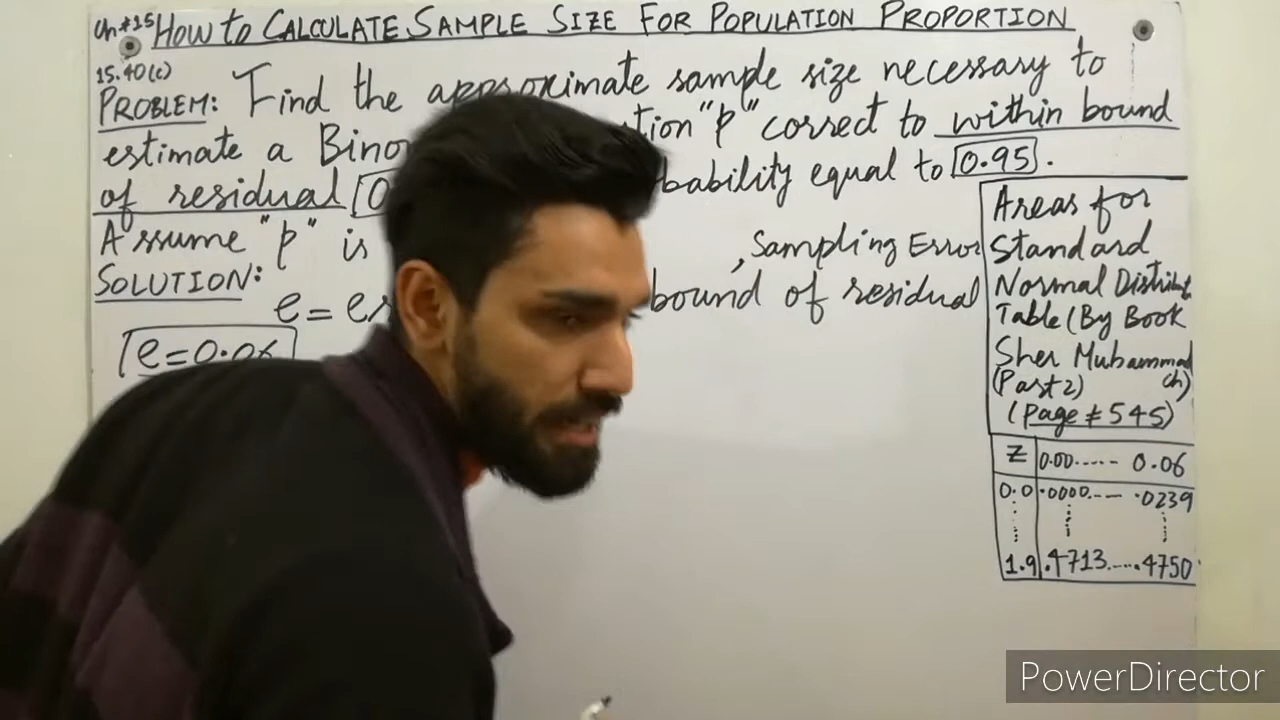 Ch#15 HOW to CALCULATE SAMPLE SIZE FOR POPULATION PROPORTION
15.40(c)
PROBLEM: Find the approximate sample size necessary to
estimate a Bino tion "p" correct to within bound
of residual 0 bability equal to 0.95.
Assume "p" is
SOLUTION:
, Sampling Error
e = e bound of residual
e = 0.06
Areas for
Standard
Normal Distribut
Table (By Book
Sher Muhammad
(Part 2) Ch)
(Page # 545)
Z 0.00...... 0.06
0.0 .0000.... .0239
1.9 .4713.....4750
PowerDirector